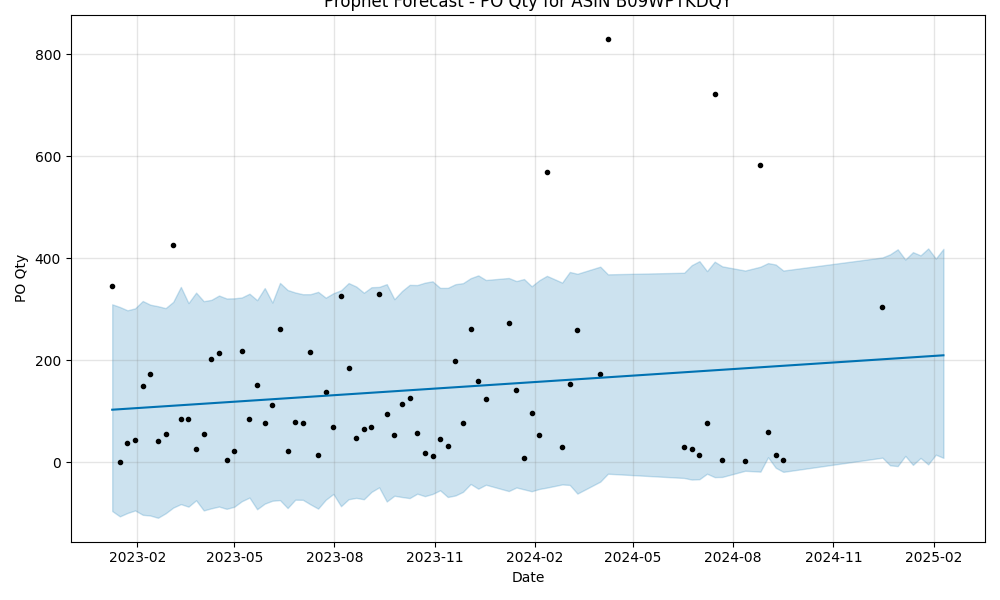 Prophet Forecast - PO Qty for ASIN B09WPTKDQY
800
600
400
200
0
PO Qty
2023-02 2023-05 2023-08 2023-11 2024-02 2024-05 2024-08 2024-11 2025-02
Date